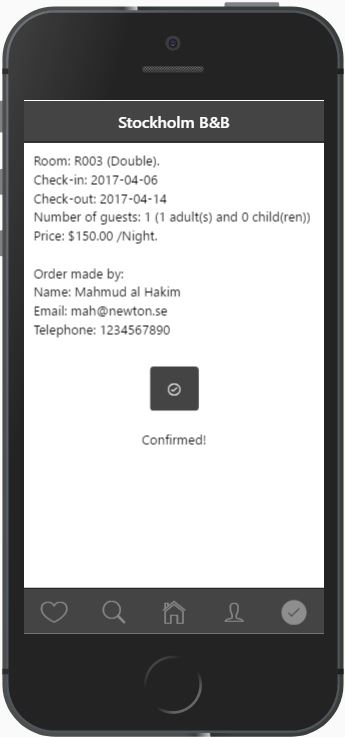 Stockholm B&B
Room: R003 (Double).
Check-in: 2017-04-06
Check-out: 2017-04-14
Number of guests: 1 (1 adult(s) and 0 child(ren))
Price: $150.00 /Night.
Order made by:
Name: Mahmud al Hakim
Email: mah@newton.se
Telephone: 1234567890
Confirmed!